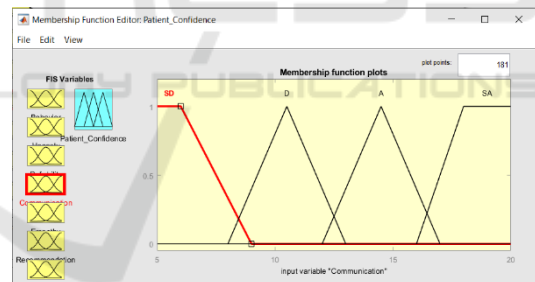 Membership Function Editor: Patient_Confidence
File Edit View
plot points: 181
FIS Variables
Membership function plots
Patient_Confidence
Communication
Recommendation
SD D A SA
1
0.5
0
5 10 15 20
input variable "Communication"
PUBLICATIONS